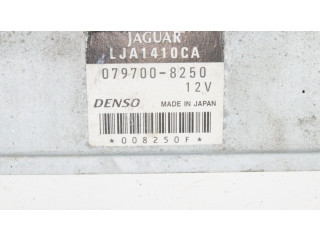 JAGUAR
LJA1410CA
079700-8250
12V
DENSO MADE IN JAPAN
*008250F*